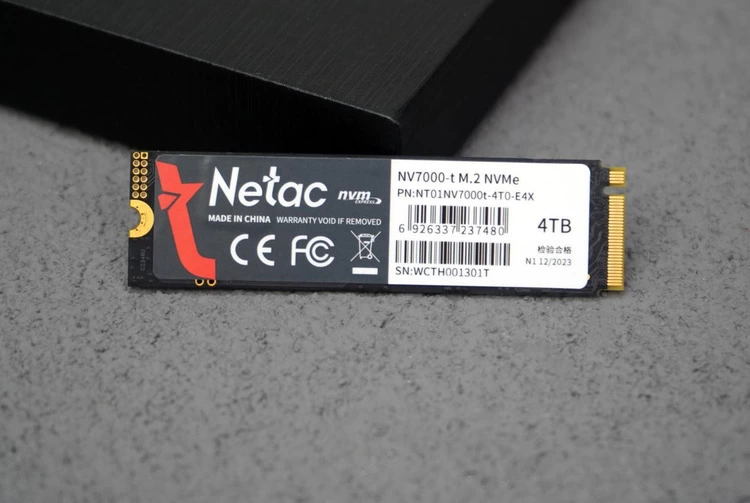 Netac
nvm
EXPRESS
MADE IN CHINA WARRANTY VOID IF REMOVED
CE FC
NV7000-t M.2 NVMe
PN:NT01NV7000t-4T0-E4X
6 926337 237480
4TB
检验合格
N1 12/2023
SN:WCTH001301T